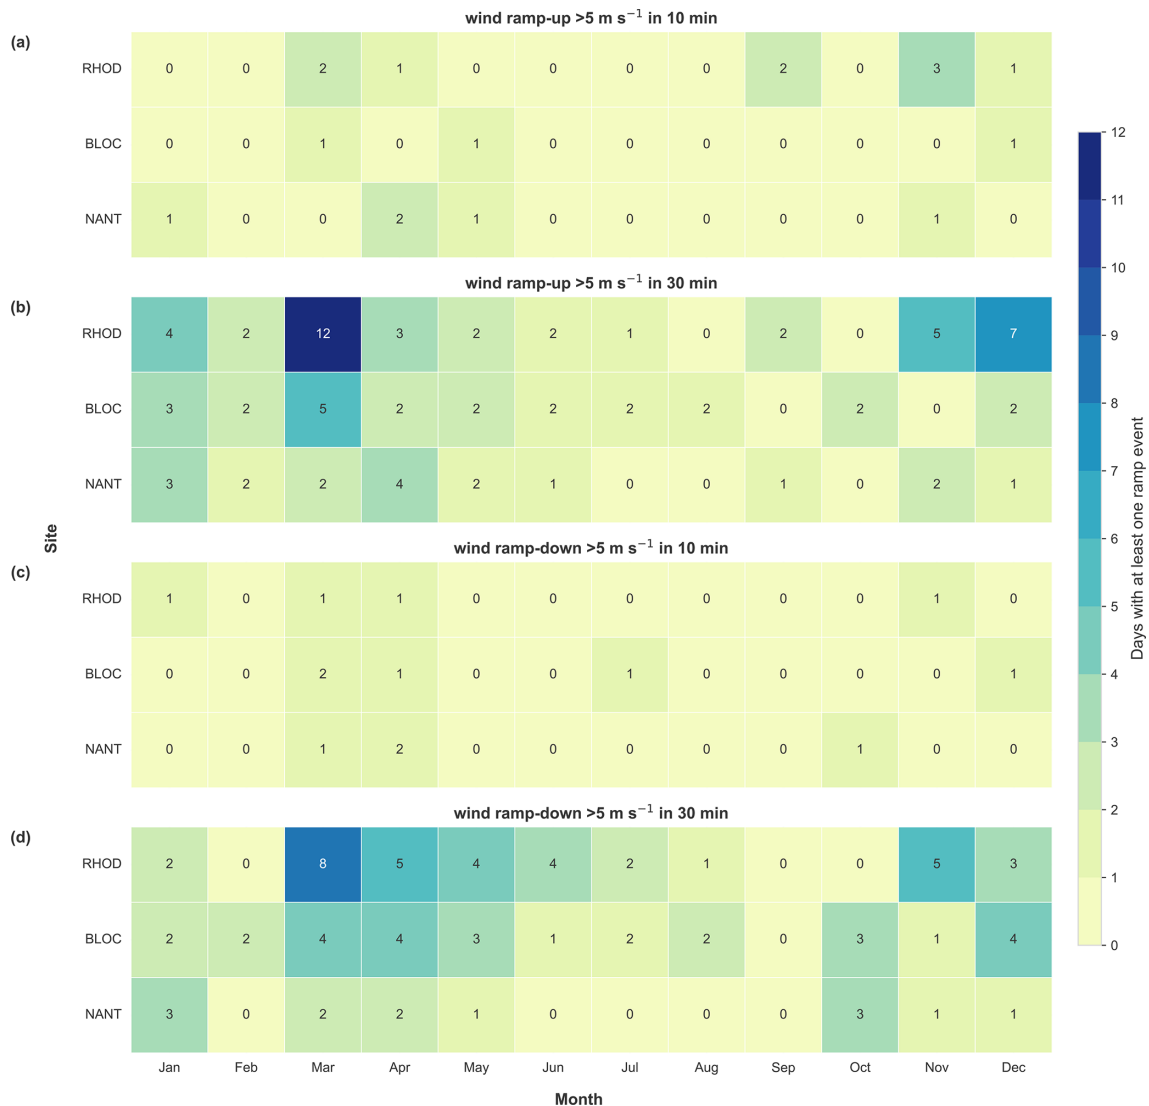 wind ramp-up >5 m s⁻¹ in 10 min
(a)
RHOD 0 0 2 1 0 0 0 0 2 0 3 1
BLOC 0 0 1 0 1 0 0 0 0 0 0 1
NANT 1 0 0 2 1 0 0 0 0 0 1 0
wind ramp-up >5 m s⁻¹ in 30 min
(b)
RHOD 4 2 12 3 2 2 1 0 2 0 5 7
BLOC 3 2 5 2 2 2 2 2 0 2 0 2
NANT 3 2 2 4 2 1 0 0 1 0 2 1
Site
wind ramp-down >5 m s⁻¹ in 10 min
(c)
RHOD 1 0 1 1 0 0 0 0 0 0 1 0
BLOC 0 0 2 1 0 0 1 0 0 0 0 1
NANT 0 0 1 2 0 0 0 0 0 1 0 0
wind ramp-down >5 m s⁻¹ in 30 min
(d)
RHOD 2 0 8 5 4 4 2 1 0 0 5 3
BLOC 2 2 4 4 3 1 2 2 0 3 1 4
NANT 3 0 2 2 1 0 0 0 0 3 1 1
Jan Feb Mar Apr May Jun Jul Aug Sep Oct Nov Dec
Month
12
11
10
9
8
7
6
5
4
3
2
1
0
Days with at least one ramp event